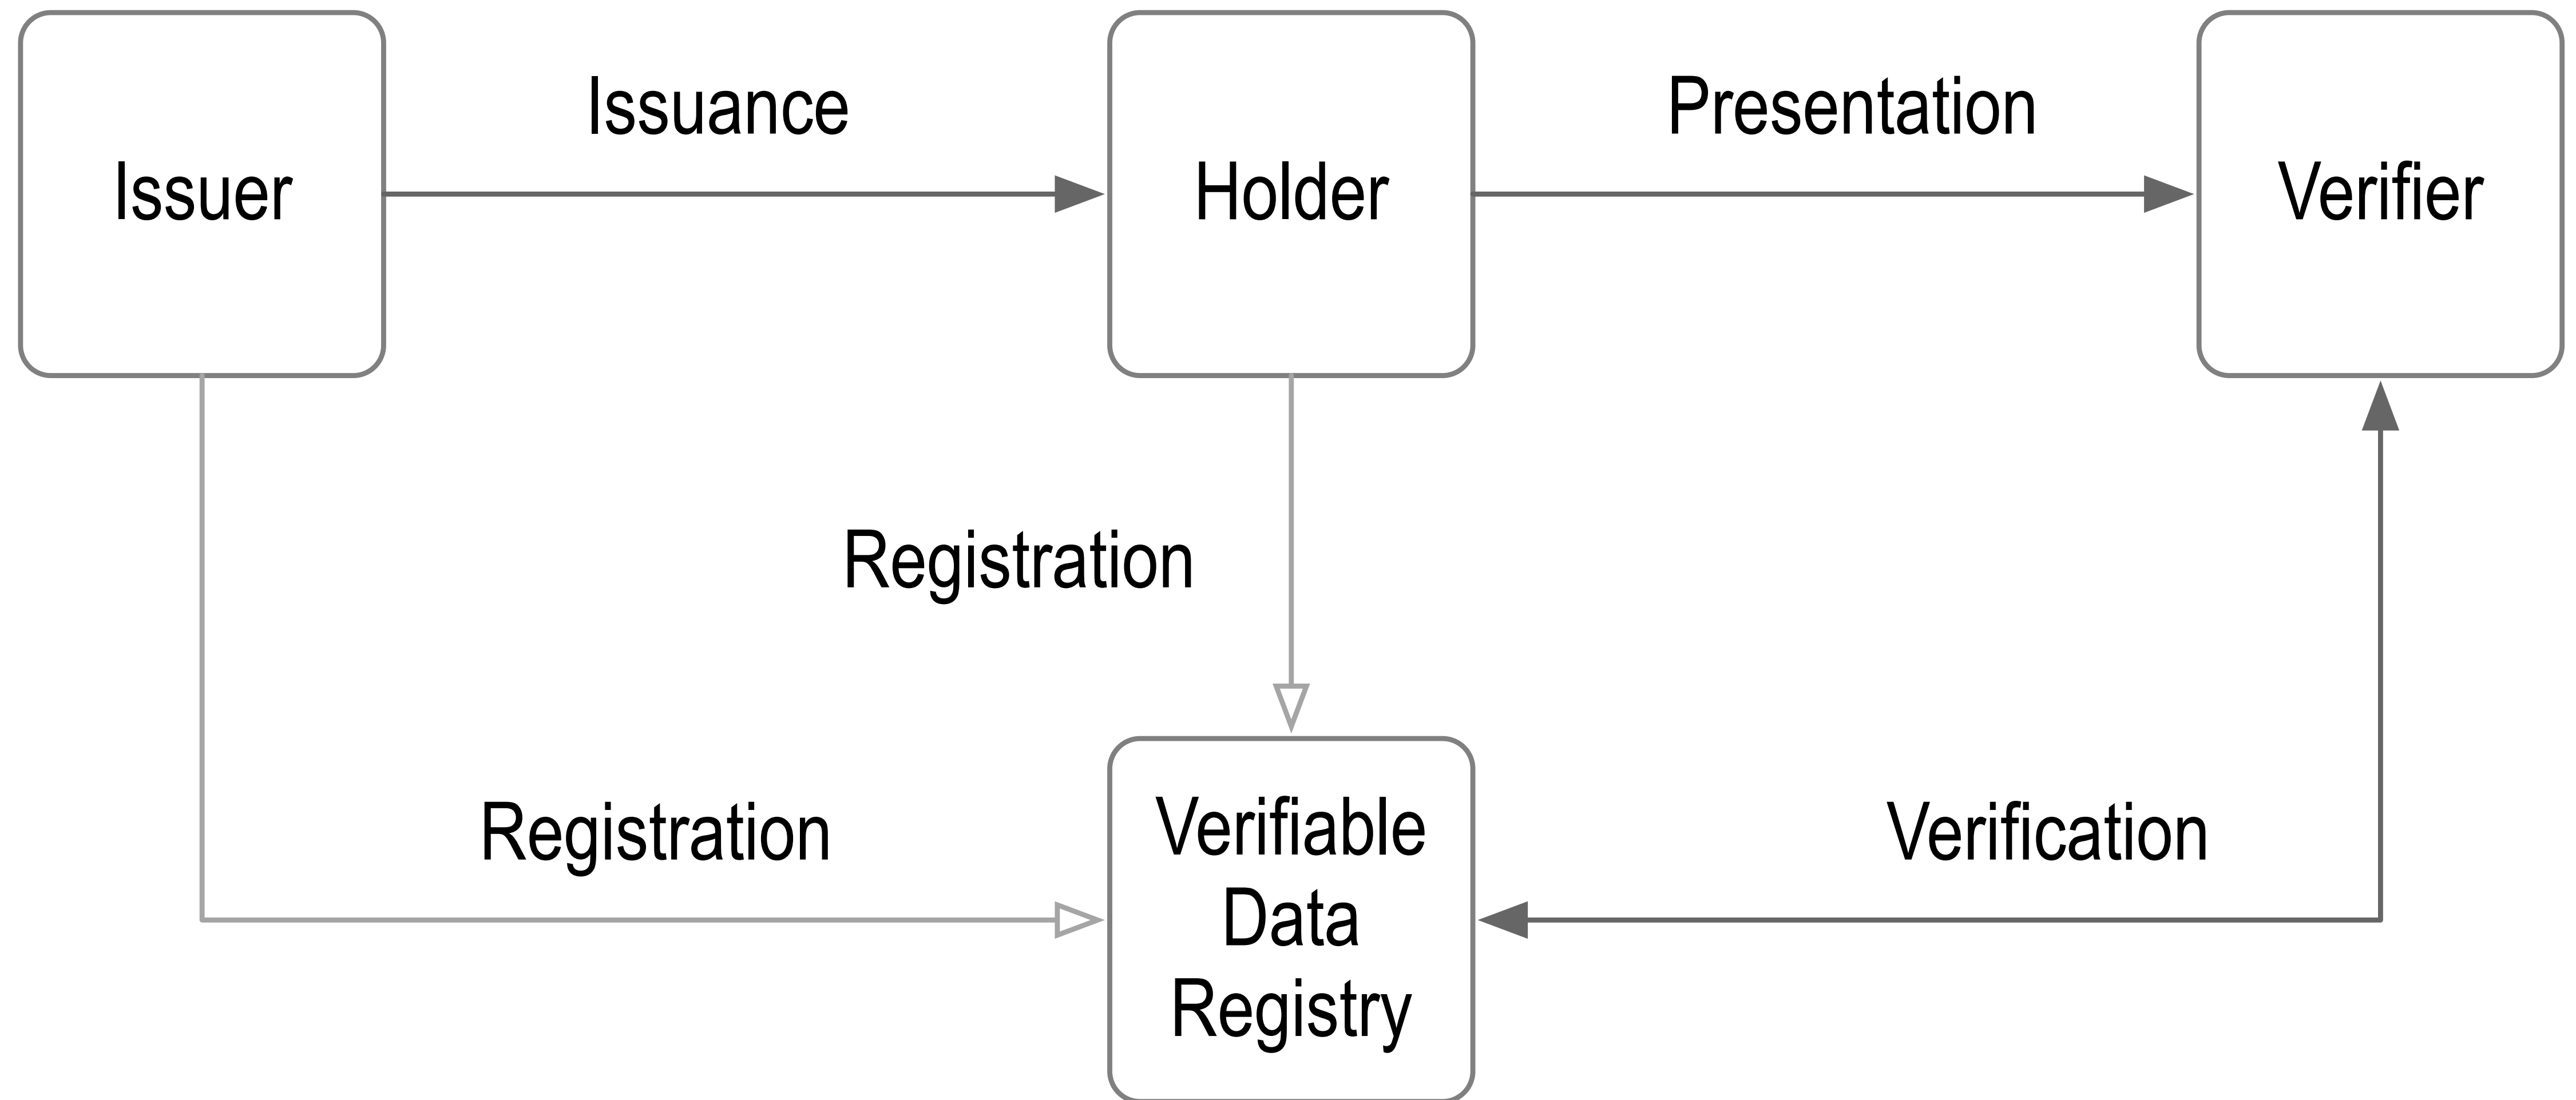 Issuance
Presentation
Issuer
Holder
Verifier
Registration
Registration
Verifiable
Data
Registry
Verification